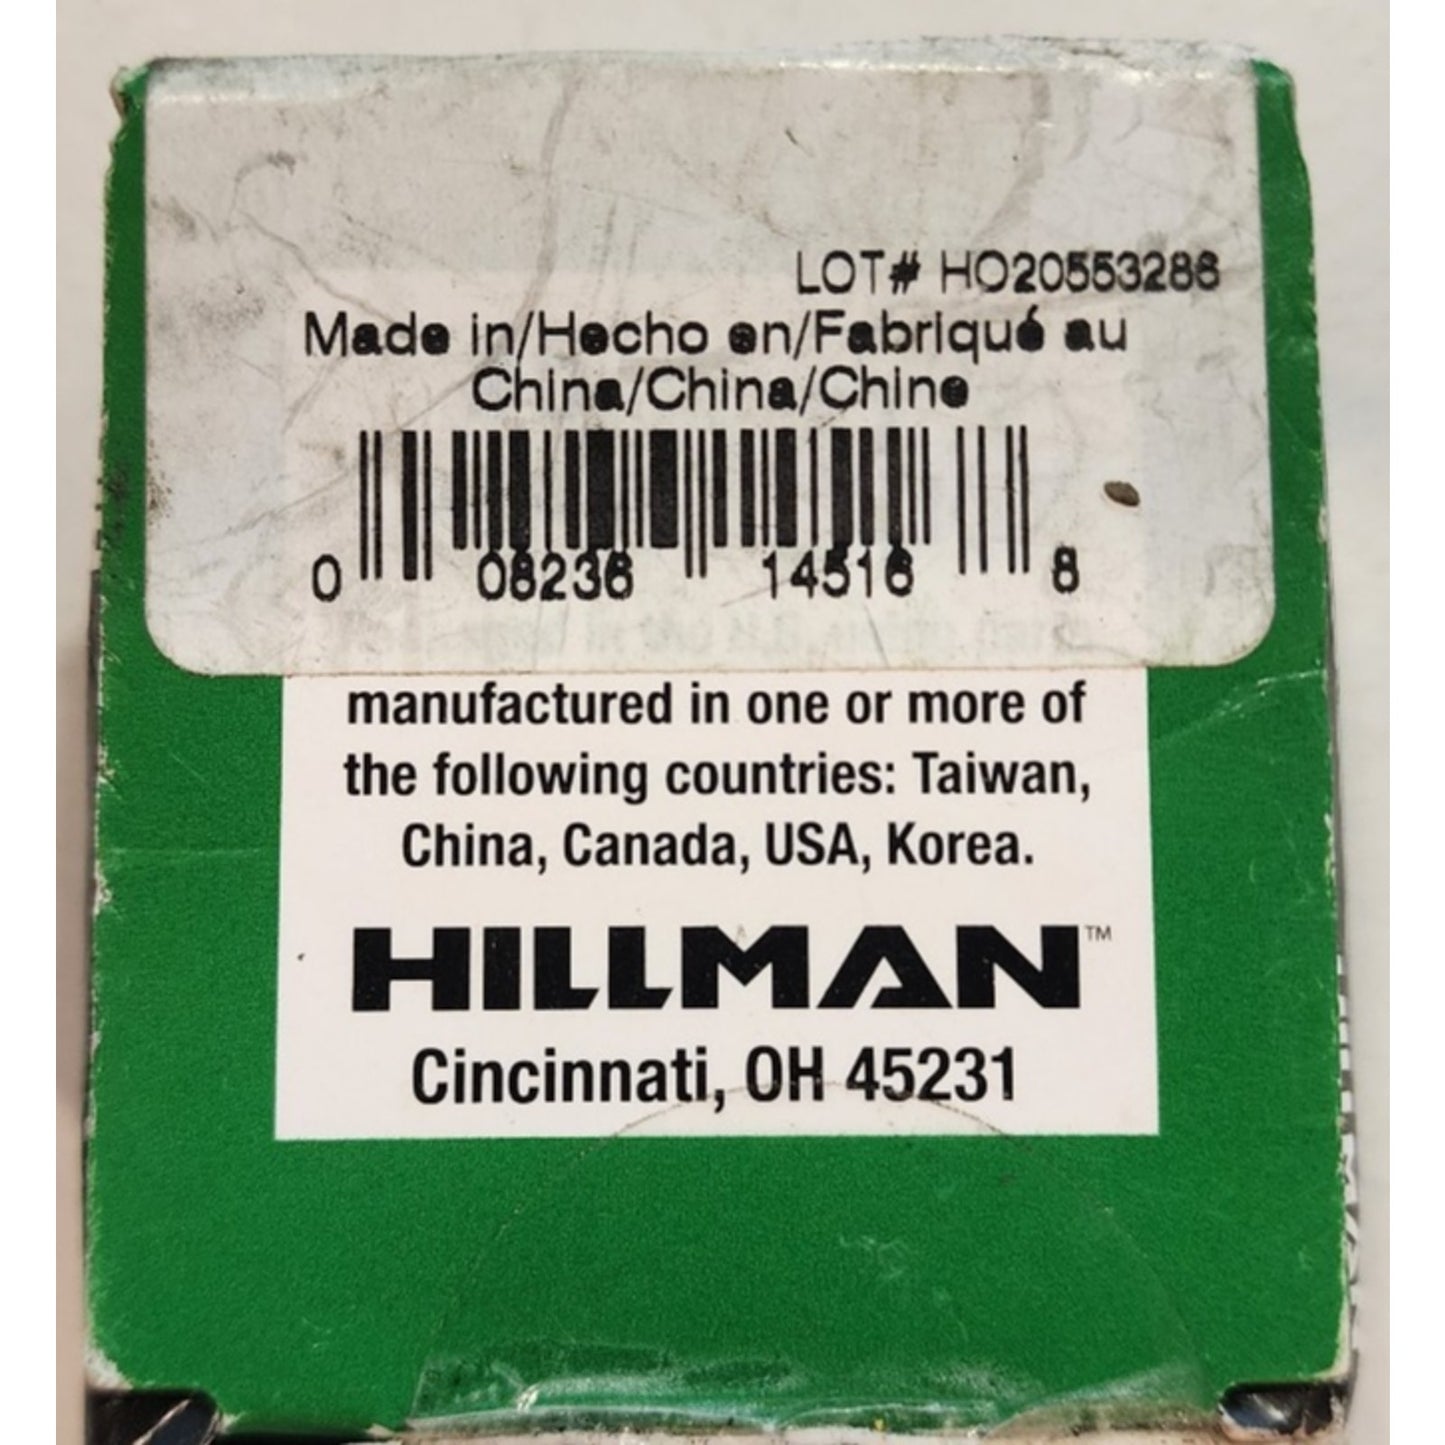 LOT# HO20553286
Made in/Hecho en/Fabriqué au
China/China/Chine
0 08236 14516 8
manufactured in one or more of
the following countries: Taiwan,
China, Canada, USA, Korea.
HILLMAN™
Cincinnati, OH 45231